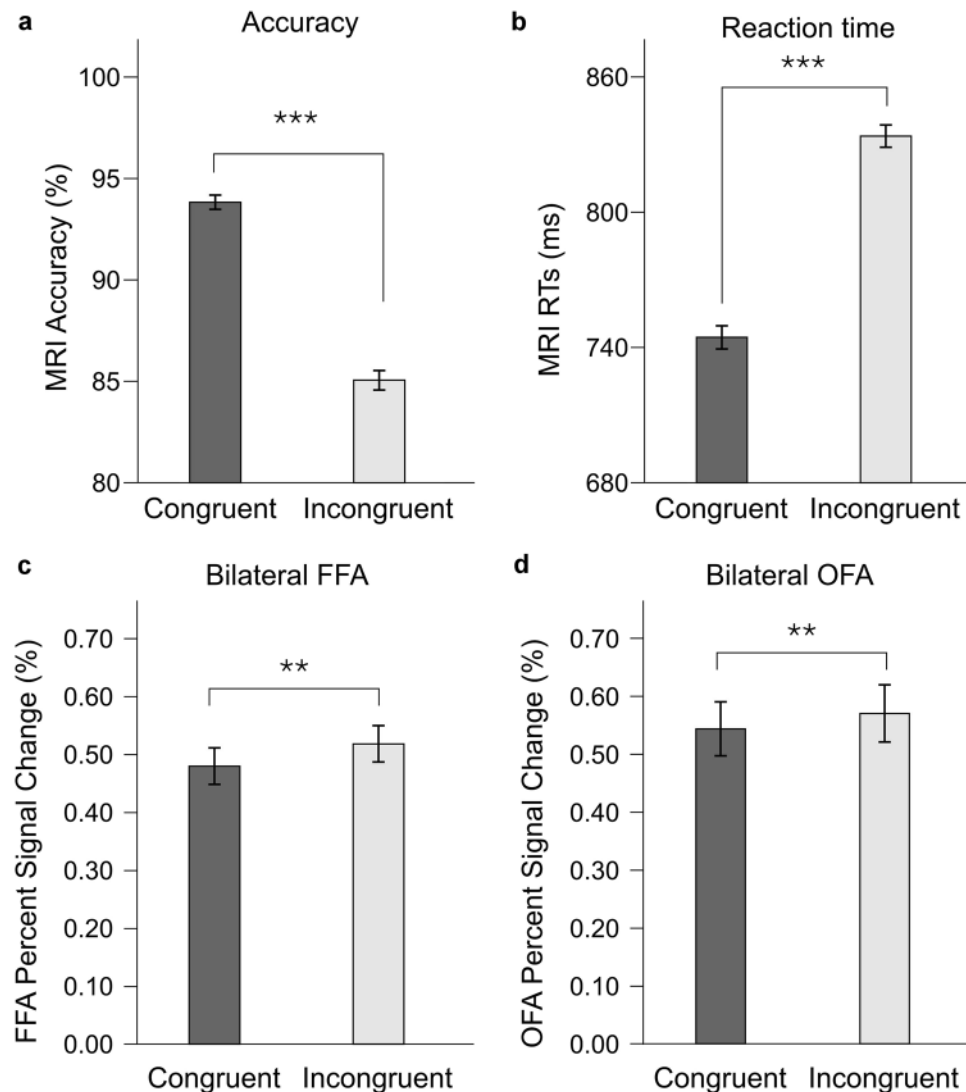 a
Accuracy
MRI Accuracy (%)
100
95
90
85
80
***
Congruent
Incongruent
b
Reaction time
MRI RTs (ms)
860
800
740
680
***
Congruent
Incongruent
c
Bilateral FFA
FFA Percent Signal Change (%)
0.70
0.60
0.50
0.40
0.30
0.20
0.10
0.00
**
Congruent
Incongruent
d
Bilateral OFA
OFA Percent Signal Change (%)
0.70
0.60
0.50
0.40
0.30
0.20
0.10
0.00
**
Congruent
Incongruent